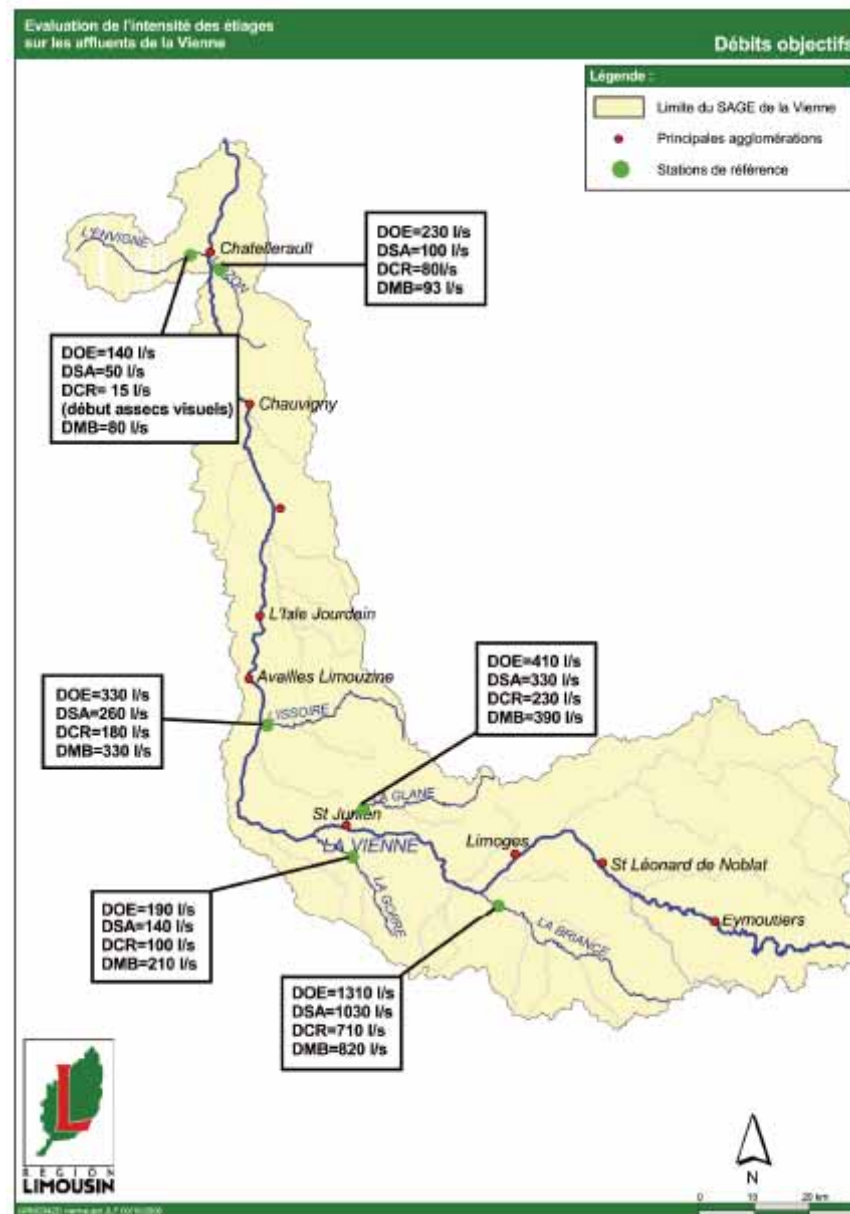 Evaluation de l'intensité des étiages
sur les affluents de la Vienne
Débits objectifs
Légende :
Limite du SAGE de la Vienne
Principales agglomérations
Stations de référence
L'ENVIGNE
Chatellerault
OZON
DOE=230 l/s
DSA=100 l/s
DCR=80l/s
DMB=93 l/s
DOE=140 l/s
DSA=50 l/s
DCR= 15 l/s
(début assecs visuels)
DMB=80 l/s
Chauvigny
L'Isle Jourdain
Availles Limouzine
DOE=330 l/s
DSA=260 l/s
DCR=180 l/s
DMB=330 l/s
L'ISSOIRE
DOE=410 l/s
DSA=330 l/s
DCR=230 l/s
DMB=390 l/s
LA GLANE
St Junien
LA VIENNE
Limoges
St Léonard de Noblat
Eymoutiers
LA GORRE
LA BRIANCE
DOE=190 l/s
DSA=140 l/s
DCR=100 l/s
DMB=210 l/s
DOE=1310 l/s
DSA=1030 l/s
DCR=710 l/s
DMB=820 l/s
L
REGION
LIMOUSIN
N
0 10 20 km